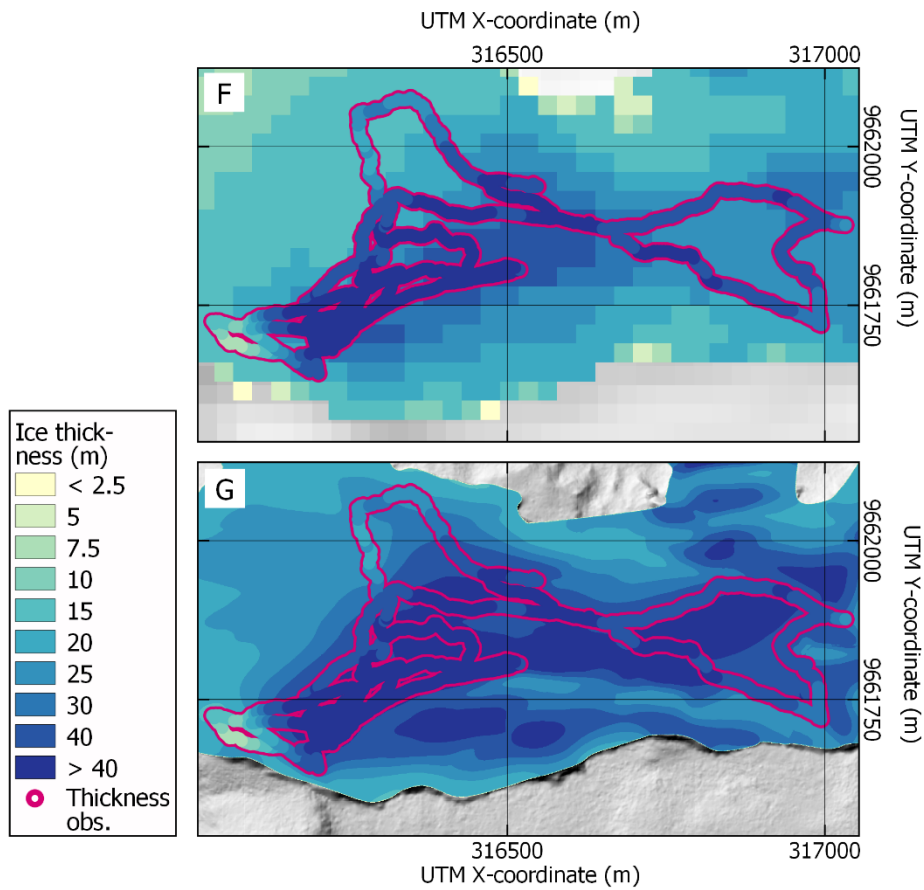 UTM X-coordinate (m)
316500
317000
F
9662000
9661750
UTM Y-coordinate (m)
Ice thick-
ness (m)
< 2.5
5
7.5
10
15
20
25
30
40
> 40
Thickness
obs.
G
9662000
9661750
UTM Y-coordinate (m)
316500
317000
UTM X-coordinate (m)